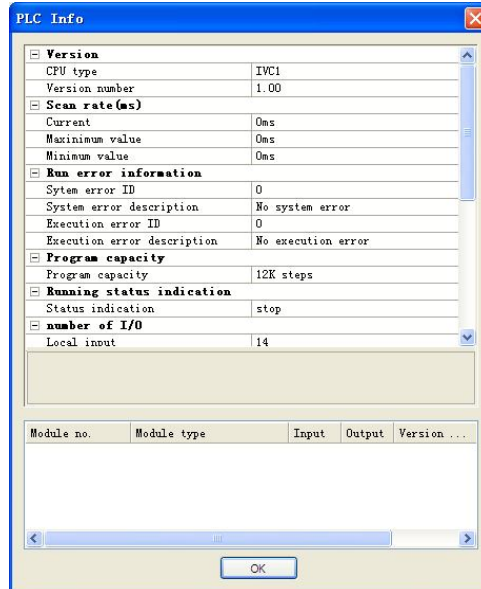 PLC Info
Version
CPU type IVC1
Version number 1.00
Scan rate(ms)
Current 0ms
Maxinimum value 0ms
Minimum value 0ms
Run error information
Sytem error ID 0
System error description No system error
Execution error ID 0
Execution error description No execution error
Program capacity
Program capacity 12K steps
Running status indication
Status indication stop
number of I/O
Local input 14
Module no. Module type Input Output Version ...
OK